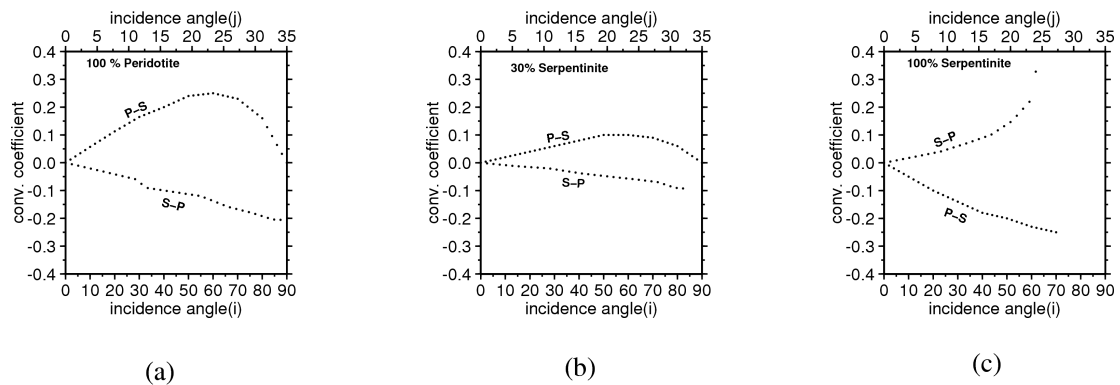 incidence angle(j)
0 5 10 15 20 25 30 35
0.4
0.3
0.2
0.1
0.0
-0.1
-0.2
-0.3
-0.4
conv. coefficient
100 % Peridotite
P–S
S–P
0 10 20 30 40 50 60 70 80 90
incidence angle(i)
(a)
incidence angle(j)
0 5 10 15 20 25 30 35
0.4
0.3
0.2
0.1
0.0
-0.1
-0.2
-0.3
-0.4
conv. coefficient
30% Serpentinite
P–S
S–P
0 10 20 30 40 50 60 70 80 90
incidence angle(i)
(b)
incidence angle(j)
0 5 10 15 20 25 30 35
0.4
0.3
0.2
0.1
0.0
-0.1
-0.2
-0.3
-0.4
conv. coefficient
100% Serpentinite
S–P
P–S
0 10 20 30 40 50 60 70 80 90
incidence angle(i)
(c)